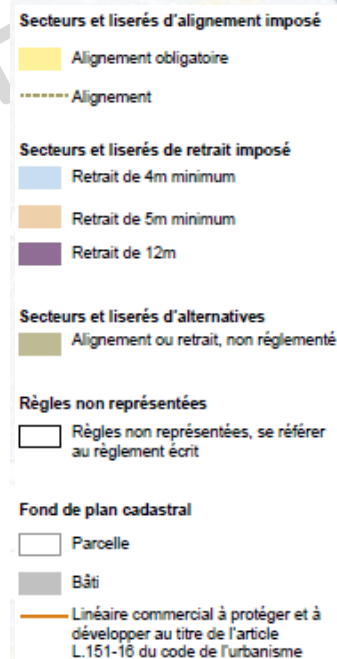 Secteurs et liserés d'alignement imposé
Alignement obligatoire
Alignement
Secteurs et liserés de retrait imposé
Retrait de 4m minimum
Retrait de 5m minimum
Retrait de 12m
Secteurs et liserés d'alternatives
Alignement ou retrait, non réglementé
Règles non représentées
Règles non représentées, se référer
au règlement écrit
Fond de plan cadastral
Parcelle
Bâti
Linéaire commercial à protéger et à
développer au titre de l'article
L.151-16 du code de l'urbanisme